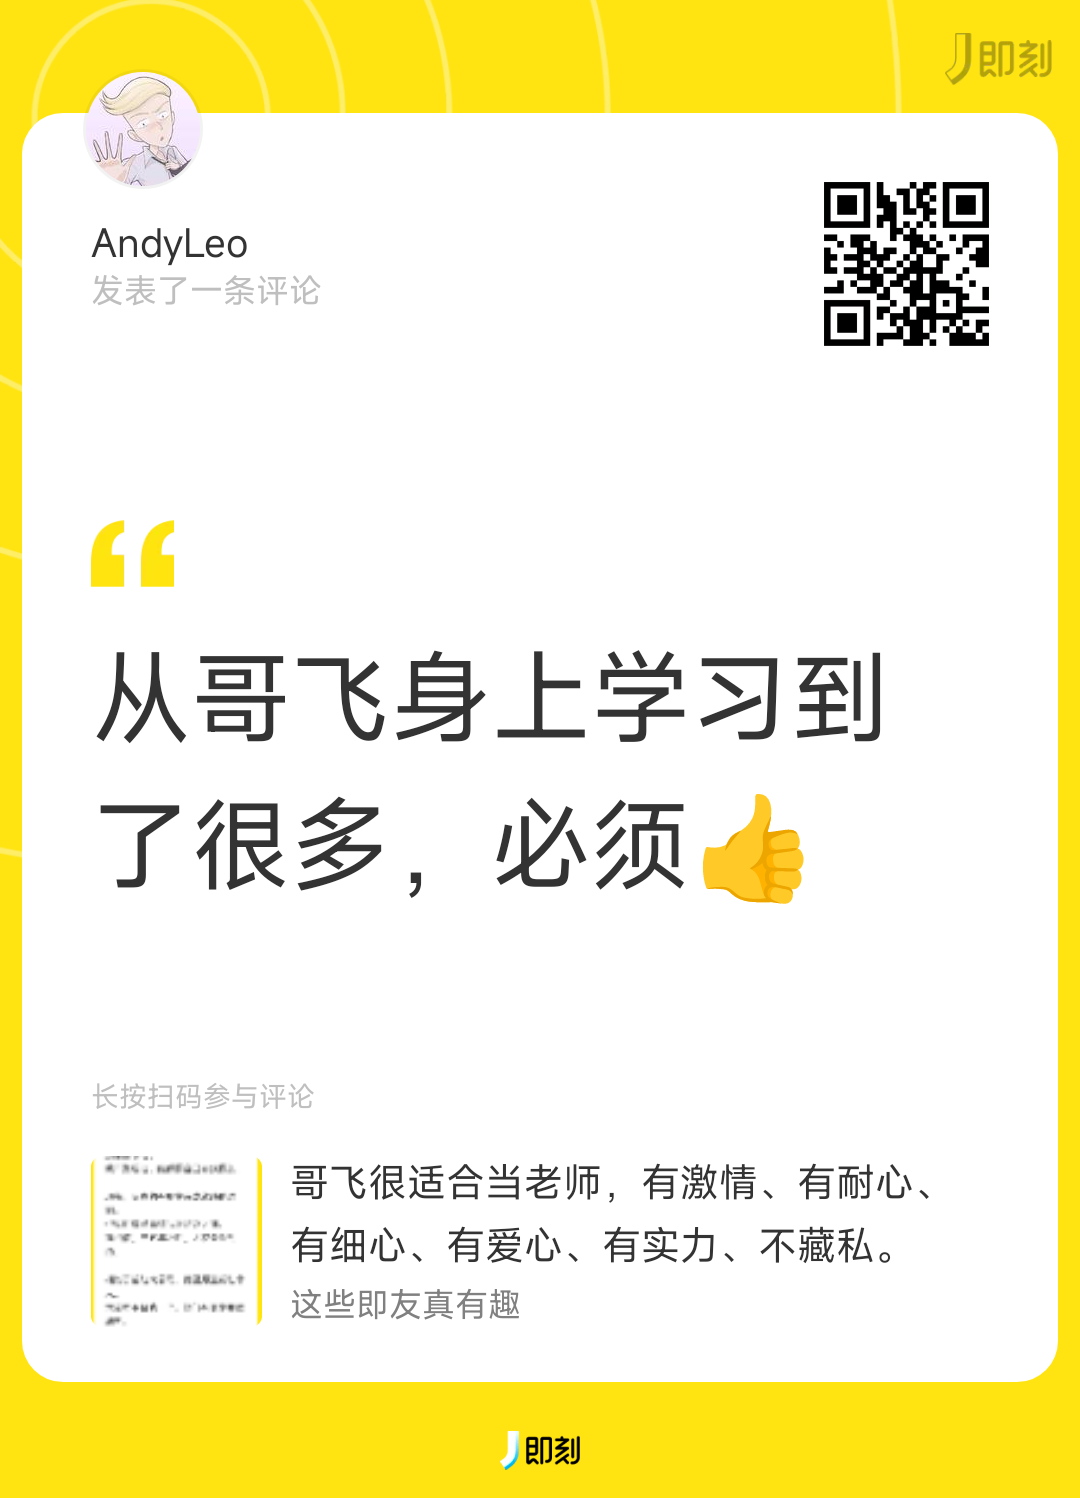 即刻
AndyLeo
发表了一条评论
从哥飞身上学习到
了很多，必须👍
长按扫码参与评论
哥飞很适合当老师，有激情、有耐心、
有细心、有爱心、有实力、不藏私。
这些即友真有趣
即刻